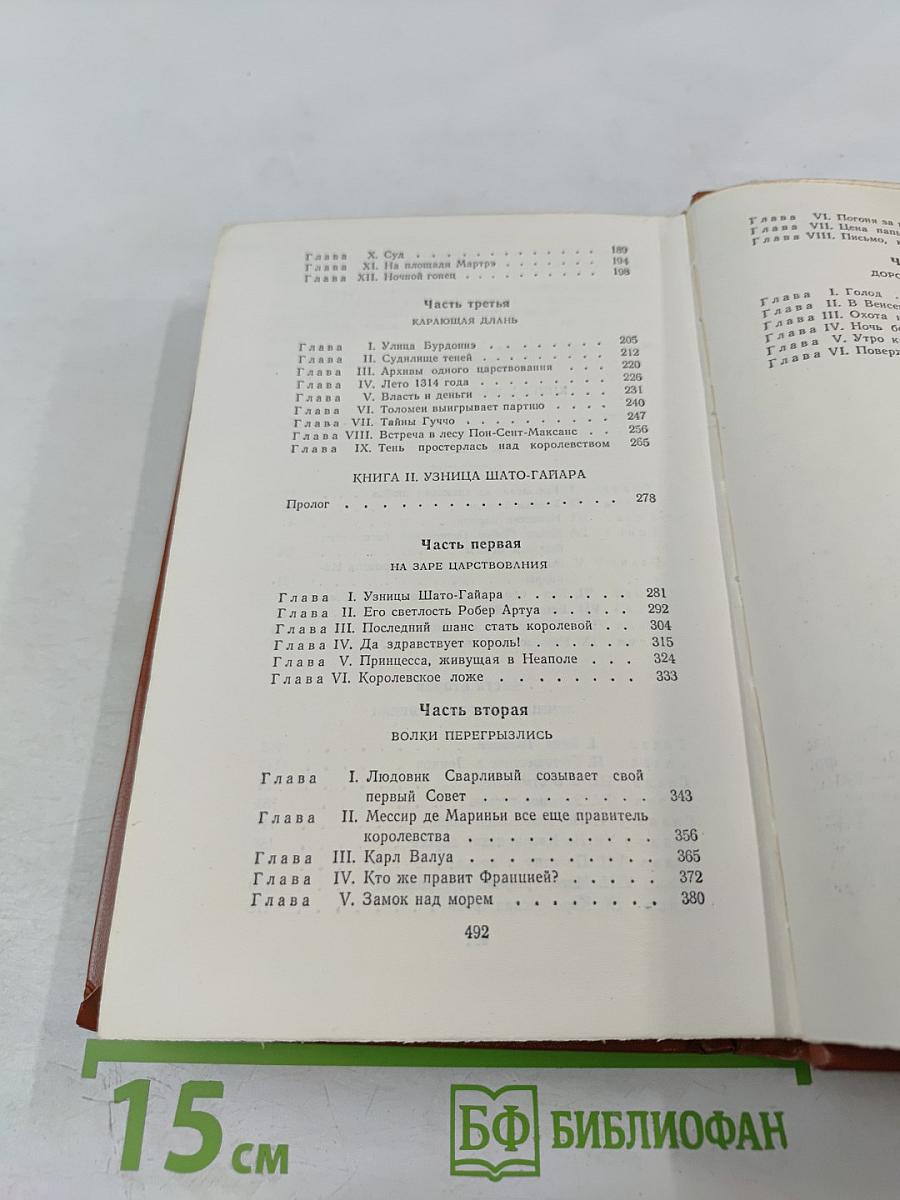 Глава X. Суд . . . . . . . . . . . 189
Глава XI. На площади Мартрэ . . . . . . 194
Глава XII. Ночной гонец . . . . . . . . . 198
Часть третья
КАРАЮЩАЯ ДЛАНЬ
Глава I. Улица Бурдоннэ . . . . . . . . 205
Глава II. Судилище теней . . . . . . . . 212
Глава III. Архивы одного царствования . . . 220
Глава IV. Лето 1314 года . . . . . . . . 226
Глава V. Власть и деньги . . . . . . . . 231
Глава VI. Толомеи выигрывает партию . . . . 240
Глава VII. Тайны Гуччо . . . . . . . . . 247
Глава VIII. Встреча в лесу Пон-Сент-Максанс . . 256
Глава IX. Тень простерлась над королевством 265
КНИГА II. УЗНИЦА ШАТО-ГАЙАРА
Пролог . . . . . . . . . . . . . . . . 278
Часть первая
НА ЗАРЕ ЦАРСТВОВАНИЯ
Глава I. Узницы Шато-Гайара . . . . . . . 281
Глава II. Его светлость Робер Артуа . . . . . 292
Глава III. Последний шанс стать королевой . . 304
Глава IV. Да здравствует король! . . . . . . 315
Глава V. Принцесса, живущая в Неаполе . . . 324
Глава VI. Королевское ложе . . . . . . . . 333
Часть вторая
ВОЛКИ ПЕРЕГРЫЗЛИСЬ
Глава I. Людовик Сварливый созывает свой
первый Совет . . . . . . . . . 343
Глава II. Мессир де Мариньи все еще правитель
королевства . . . . . . . . . . 356
Глава III. Карл Валуа . . . . . . . . . . 365
Глава IV. Кто же правит Францией? . . . . . 372
Глава V. Замок над морем . . . . . . . . 380
492
Глава VI. Погоня за
Глава VII. Цена
Глава VIII. Письмо,
Глава I. Голод .
Глава II. В
Глава III. Охота
Глава IV. Ночь
Глава V. Утро
Глава VI.
15 см
БФ БИБЛИОФАН